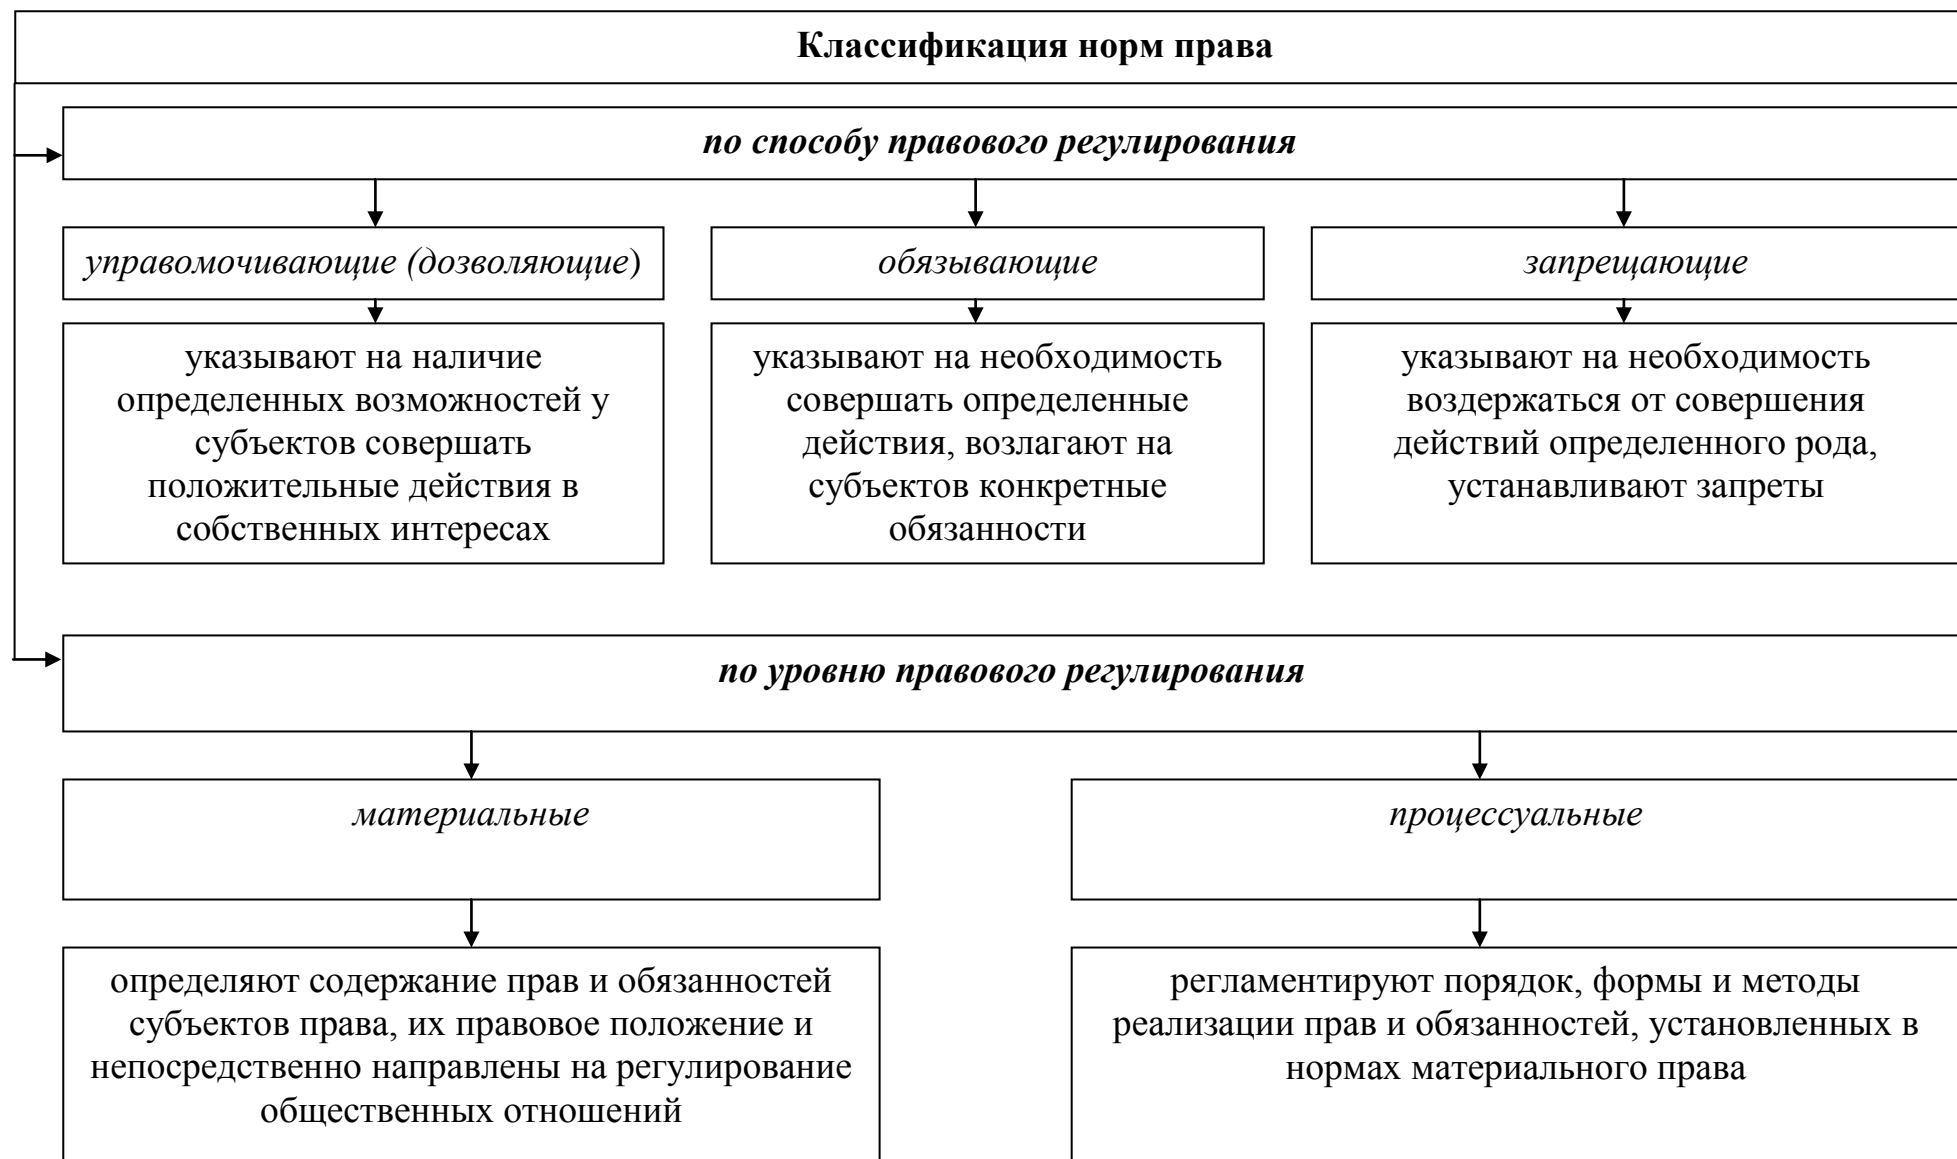 Классификация норм права
по способу правового регулирования
управомочивающие (дозволяющие)
обязывающие
запрещающие
указывают на наличие
определенных возможностей у
субъектов совершать
положительные действия в
собственных интересах
указывают на необходимость
совершать определенные
действия, возлагают на
субъектов конкретные
обязанности
указывают на необходимость
воздержаться от совершения
действий определенного рода,
устанавливают запреты
по уровню правового регулирования
материальные
процессуальные
определяют содержание прав и обязанностей
субъектов права, их правовое положение и
непосредственно направлены на регулирование
общественных отношений
регламентируют порядок, формы и методы
реализации прав и обязанностей, установленных в
нормах материального права